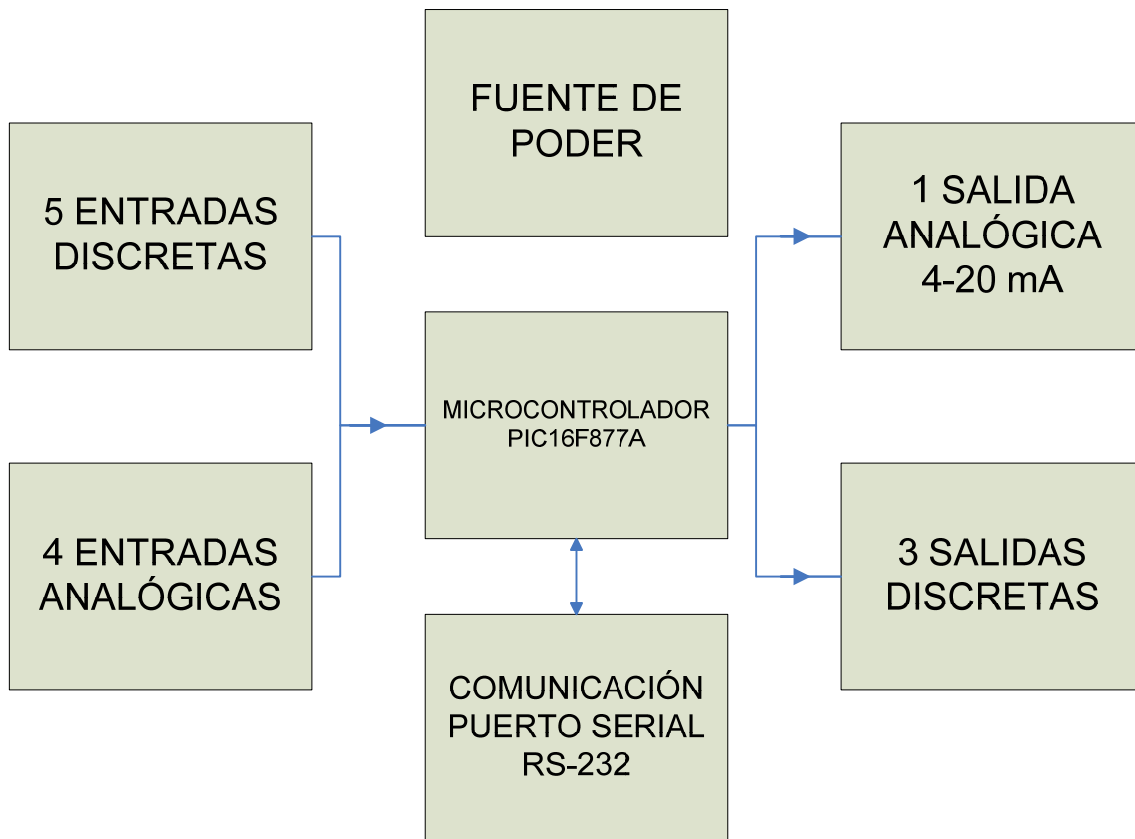 FUENTE DE
PODER
5 ENTRADAS
DISCRETAS
1 SALIDA
ANALÓGICA
4-20 mA
MICROCONTROLADOR
PIC16F877A
4 ENTRADAS
ANALÓGICAS
3 SALIDAS
DISCRETAS
COMUNICACIÓN
PUERTO SERIAL
RS-232